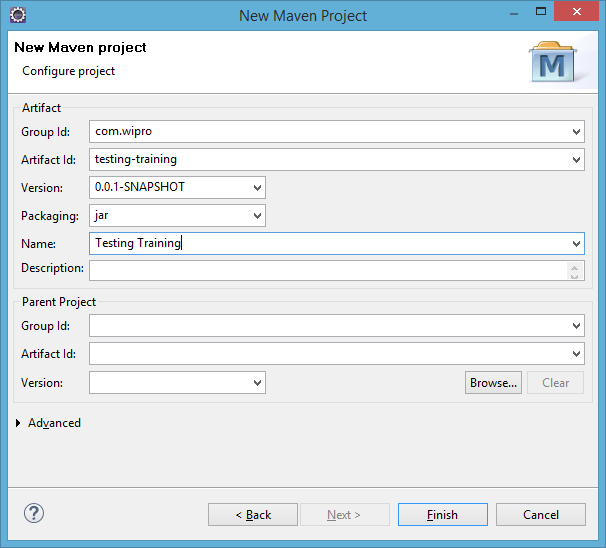 New Maven Project
New Maven project
Configure project
M
Artifact
Group Id: com.wipro
Artifact Id: testing-training
Version: 0.0.1-SNAPSHOT
Packaging: jar
Name: Testing Training
Description:
Parent Project
Group Id:
Artifact Id:
Version: Browse... Clear
Advanced
? < Back Next > Finish Cancel